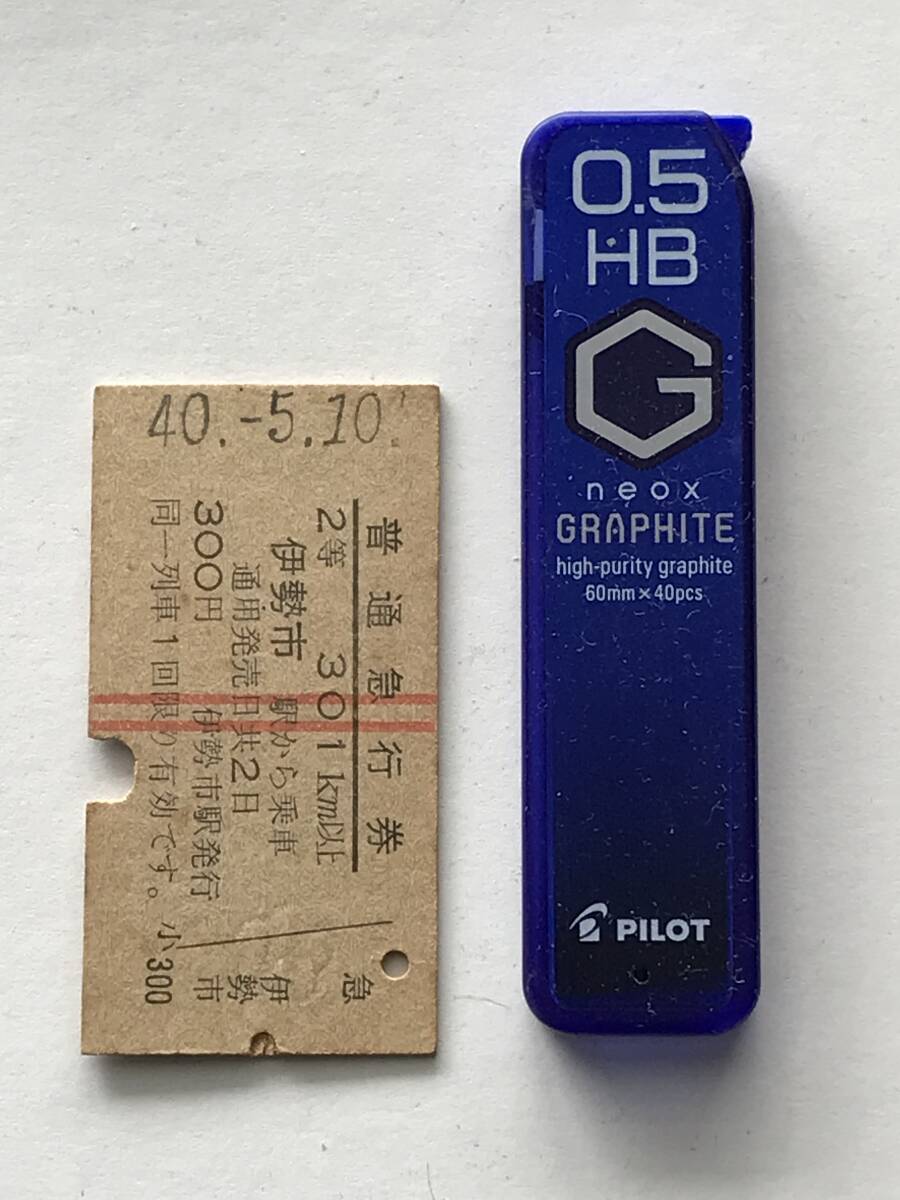 40.-5.10.
普通急行券
2等 301km以上
伊勢市 駅から乗車
通用発売日共2日
300円 伊勢市駅発行
同一列車1回限り有効です。
急
伊勢市
小300
0.5
HB
G
neox
GRAPHITE
high-purity graphite
60mm×40pcs
PILOT